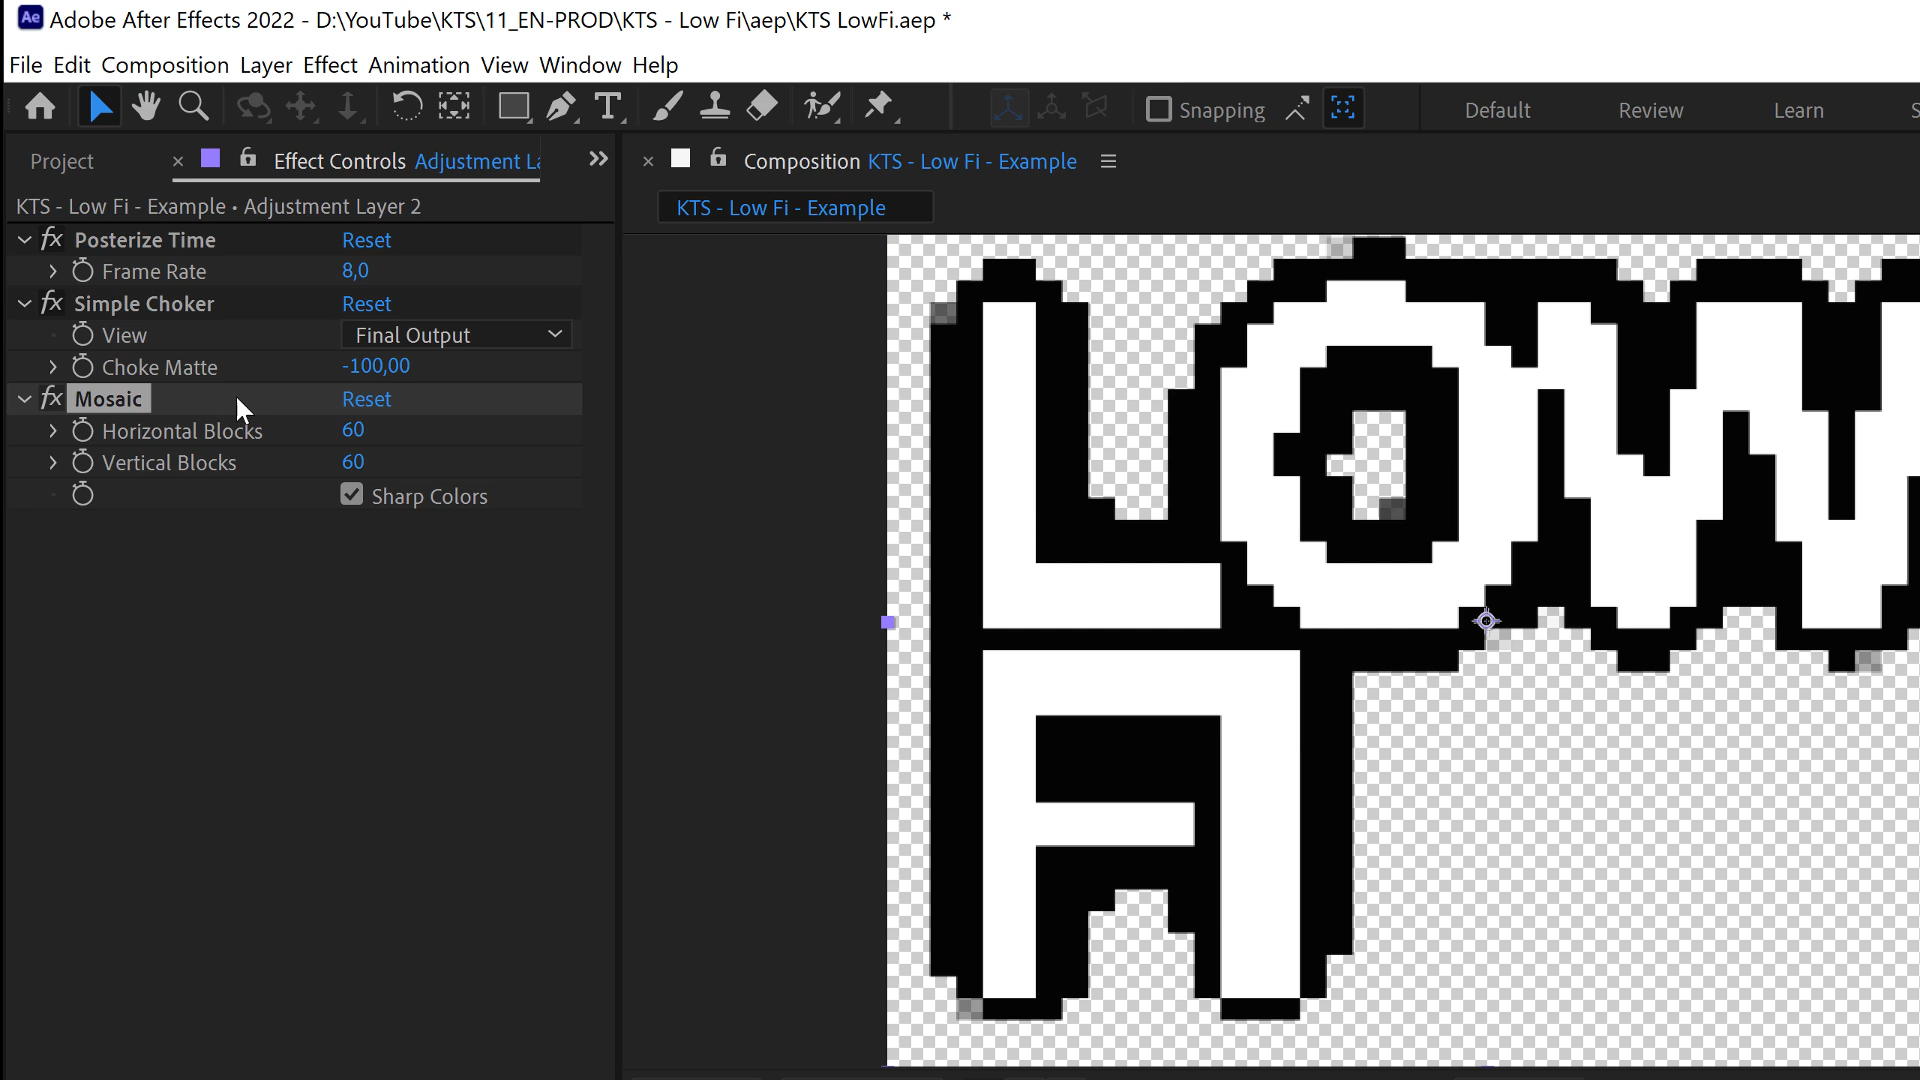 Ae Adobe After Effects 2022 - D:\YouTube\KTS\11_EN-PROD\KTS - Low Fi\aep\KTS LowFi.aep *
File Edit Composition Layer Effect Animation View Window Help
Snapping Default Review Learn S
Project × Effect Controls Adjustment La
× Composition KTS - Low Fi - Example
KTS - Low Fi - Example • Adjustment Layer 2
KTS - Low Fi - Example
fx Posterize Time Reset
Frame Rate 8,0
fx Simple Choker Reset
View Final Output
Choke Matte -100,00
fx Mosaic Reset
Horizontal Blocks 60
Vertical Blocks 60
Sharp Colors
LOW
FI